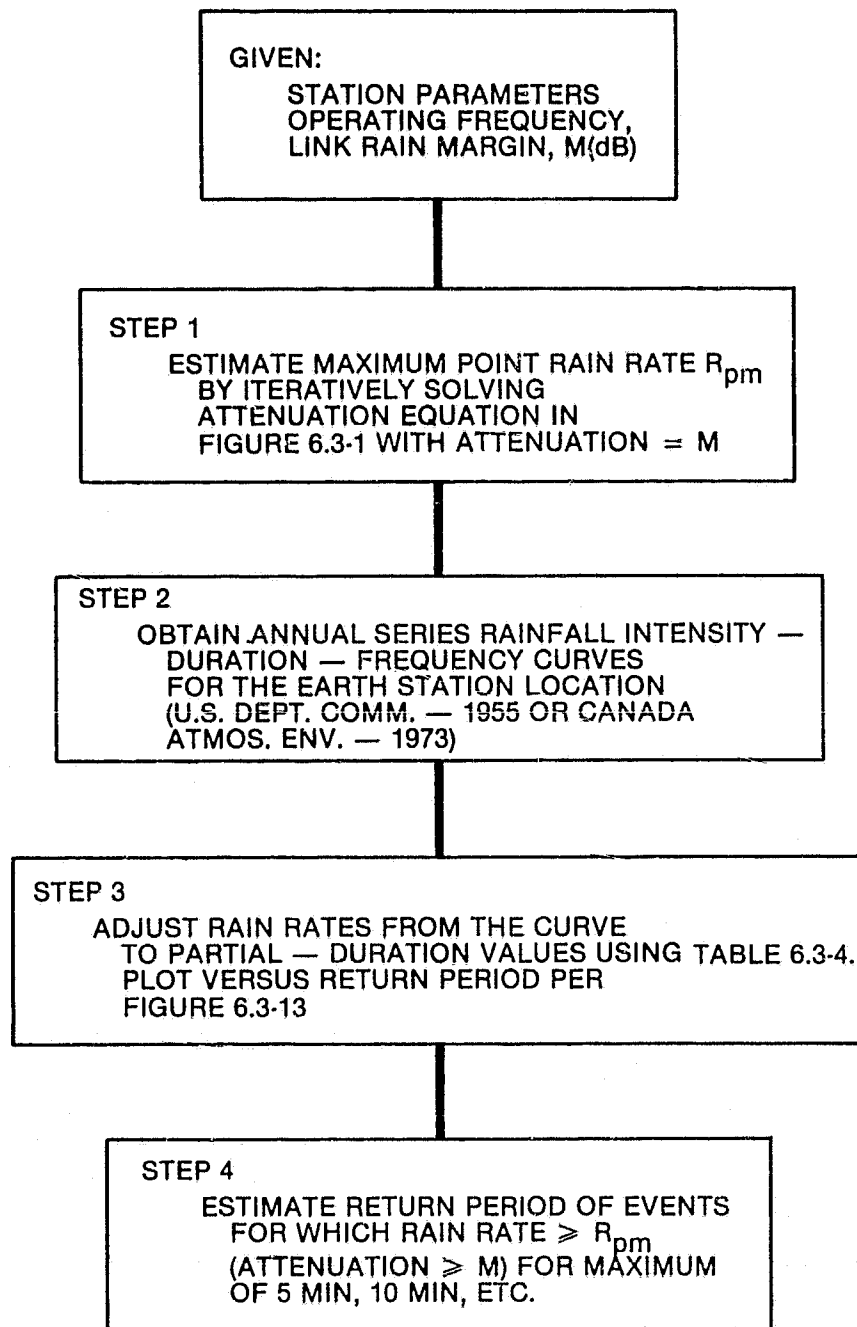 GIVEN:
STATION PARAMETERS
OPERATING FREQUENCY,
LINK RAIN MARGIN, M(dB)
STEP 1
ESTIMATE MAXIMUM POINT RAIN RATE Rpm
BY ITERATIVELY SOLVING
ATTENUATION EQUATION IN
FIGURE 6.3-1 WITH ATTENUATION = M
STEP 2
OBTAIN ANNUAL SERIES RAINFALL INTENSITY —
DURATION — FREQUENCY CURVES
FOR THE EARTH STATION LOCATION
(U.S. DEPT. COMM. — 1955 OR CANADA
ATMOS. ENV. — 1973)
STEP 3
ADJUST RAIN RATES FROM THE CURVE
TO PARTIAL — DURATION VALUES USING TABLE 6.3-4.
PLOT VERSUS RETURN PERIOD PER
FIGURE 6.3-13
STEP 4
ESTIMATE RETURN PERIOD OF EVENTS
FOR WHICH RAIN RATE ⩾ Rpm
(ATTENUATION ⩾ M) FOR MAXIMUM
OF 5 MIN, 10 MIN, ETC.